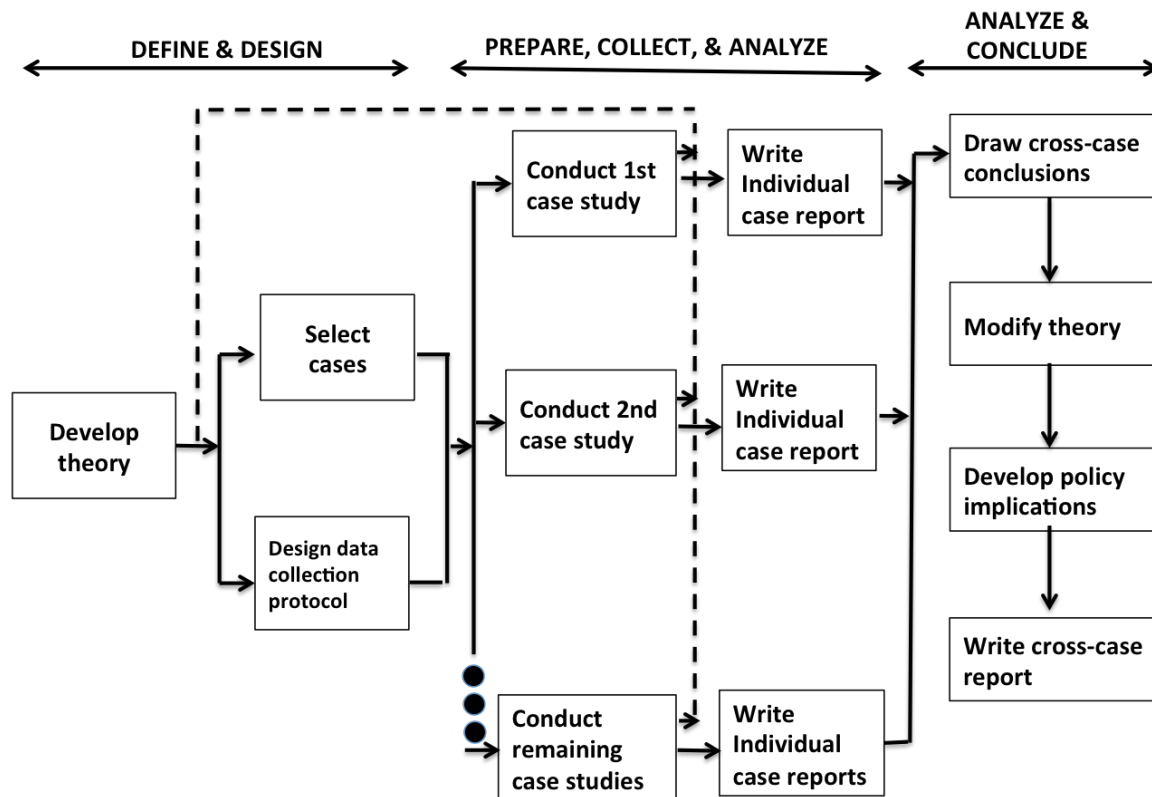 DEFINE & DESIGN
PREPARE, COLLECT, & ANALYZE
ANALYZE &
CONCLUDE
Develop
theory
Select
cases
Design data
collection
protocol
Conduct 1st
case study
Write
Individual
case report
Conduct 2nd
case study
Write
Individual
case report
Conduct
remaining
case studies
Write
Individual
case reports
Draw cross-case
conclusions
Modify theory
Develop policy
implications
Write cross-case
report